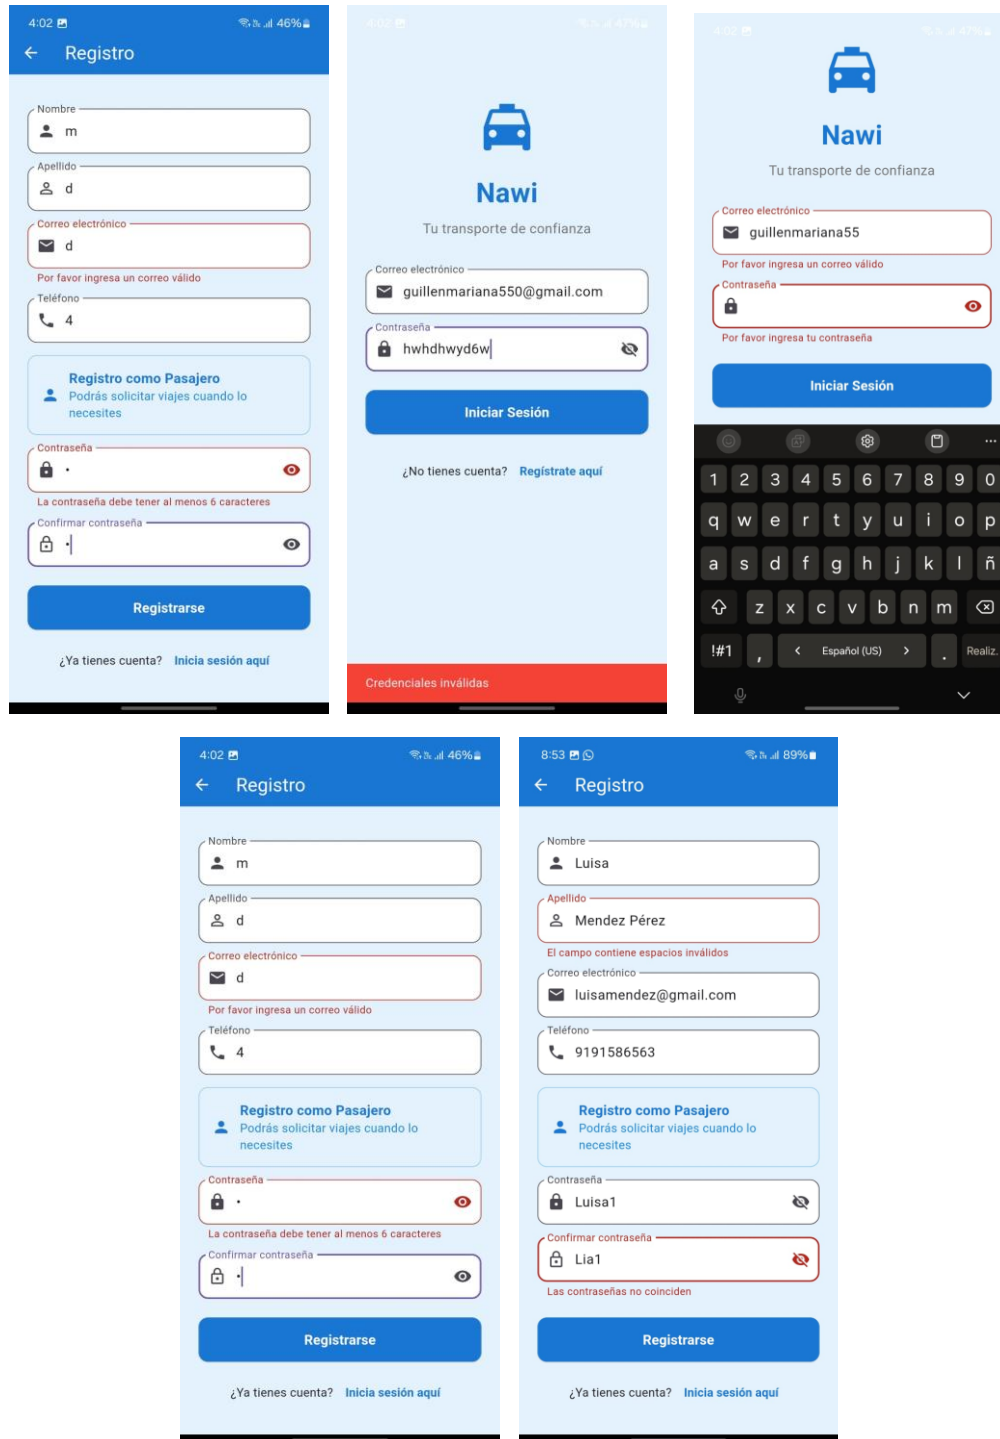 4:02
46%
Registro
Nombre
m
Apellido
d
Correo electrónico
d
Por favor ingresa un correo válido
Teléfono
4
Registro como Pasajero
Podrás solicitar viajes cuando lo
necesites
Contraseña
•
La contraseña debe tener al menos 6 caracteres
Confirmar contraseña
•
Registrarse
¿Ya tienes cuenta? Inicia sesión aquí
4:02
47%
Nawi
Tu transporte de confianza
Correo electrónico
guillenmariana550@gmail.com
Contraseña
hwhdhwyd6w
Iniciar Sesión
¿No tienes cuenta? Regístrate aquí
Credenciales inválidas
4:02
47%
Nawi
Tu transporte de confianza
Correo electrónico
guillenmariana55
Por favor ingresa un correo válido
Contraseña
Por favor ingresa tu contraseña
Iniciar Sesión
1 2 3 4 5 6 7 8 9 0
q w e r t y u i o p
a s d f g h j k l ñ
z x c v b n m
!#1 , < Español (US) > . Realiz.
4:02
46%
Registro
Nombre
m
Apellido
d
Correo electrónico
d
Por favor ingresa un correo válido
Teléfono
4
Registro como Pasajero
Podrás solicitar viajes cuando lo
necesites
Contraseña
•
La contraseña debe tener al menos 6 caracteres
Confirmar contraseña
•
Registrarse
¿Ya tienes cuenta? Inicia sesión aquí
8:53
89%
Registro
Nombre
Luisa
Apellido
Mendez Pérez
El campo contiene espacios inválidos
Correo electrónico
luisamendez@gmail.com
Teléfono
9191586563
Registro como Pasajero
Podrás solicitar viajes cuando lo
necesites
Contraseña
Luisa1
Confirmar contraseña
Lia1
Las contraseñas no coinciden
Registrarse
¿Ya tienes cuenta? Inicia sesión aquí